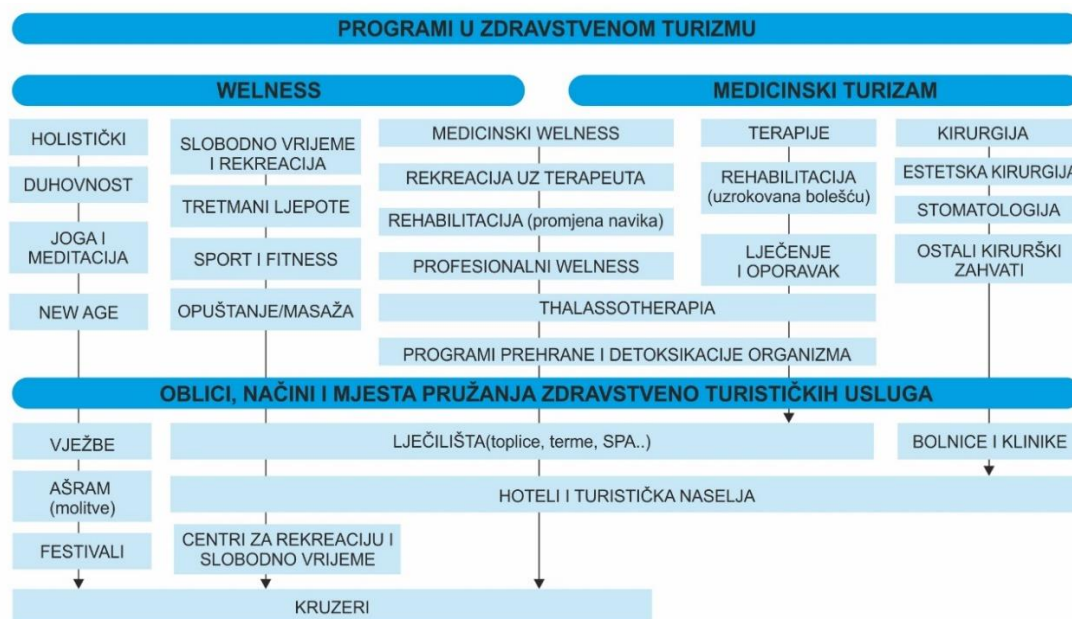 PROGRAMI U ZDRAVSTVENOM TURIZMU
WELNESS
MEDICINSKI TURIZAM
HOLISTIČKI
DUHOVNOST
JOGA I
MEDITACIJA
NEW AGE
SLOBODNO VRIJEME
I REKREACIJA
TRETMANI LJEPOTE
SPORT I FITNESS
OPUŠTANJE/MASAŽA
MEDICINSKI WELNESS
REKREACIJA UZ TERAPEUTA
REHABILITACIJA (promjena navika)
PROFESIONALNI WELNESS
TERAPIJE
REHABILITACIJA
(uzrokovana bolešću)
LJEČENJE
I OPORAVAK
KIRURGIJA
ESTETSKA KIRURGIJA
STOMATOLOGIJA
OSTALI KIRURŠKI
ZAHVATI
THALASSOTHERAPIA
PROGRAMI PREHRANE I DETOKSIKACIJE ORGANIZMA
OBLICI, NAČINI I MJESTA PRUŽANJA ZDRAVSTVENO TURISTIČKIH USLUGA
VJEŽBE
AŠRAM
(molitve)
FESTIVALI
LJEČILIŠTA(toplice, terme, SPA..)
BOLNICE I KLINIKE
HOTELI I TURISTIČKA NASELJA
CENTRI ZA REKREACIJU I
SLOBODNO VRIJEME
KRUZERI